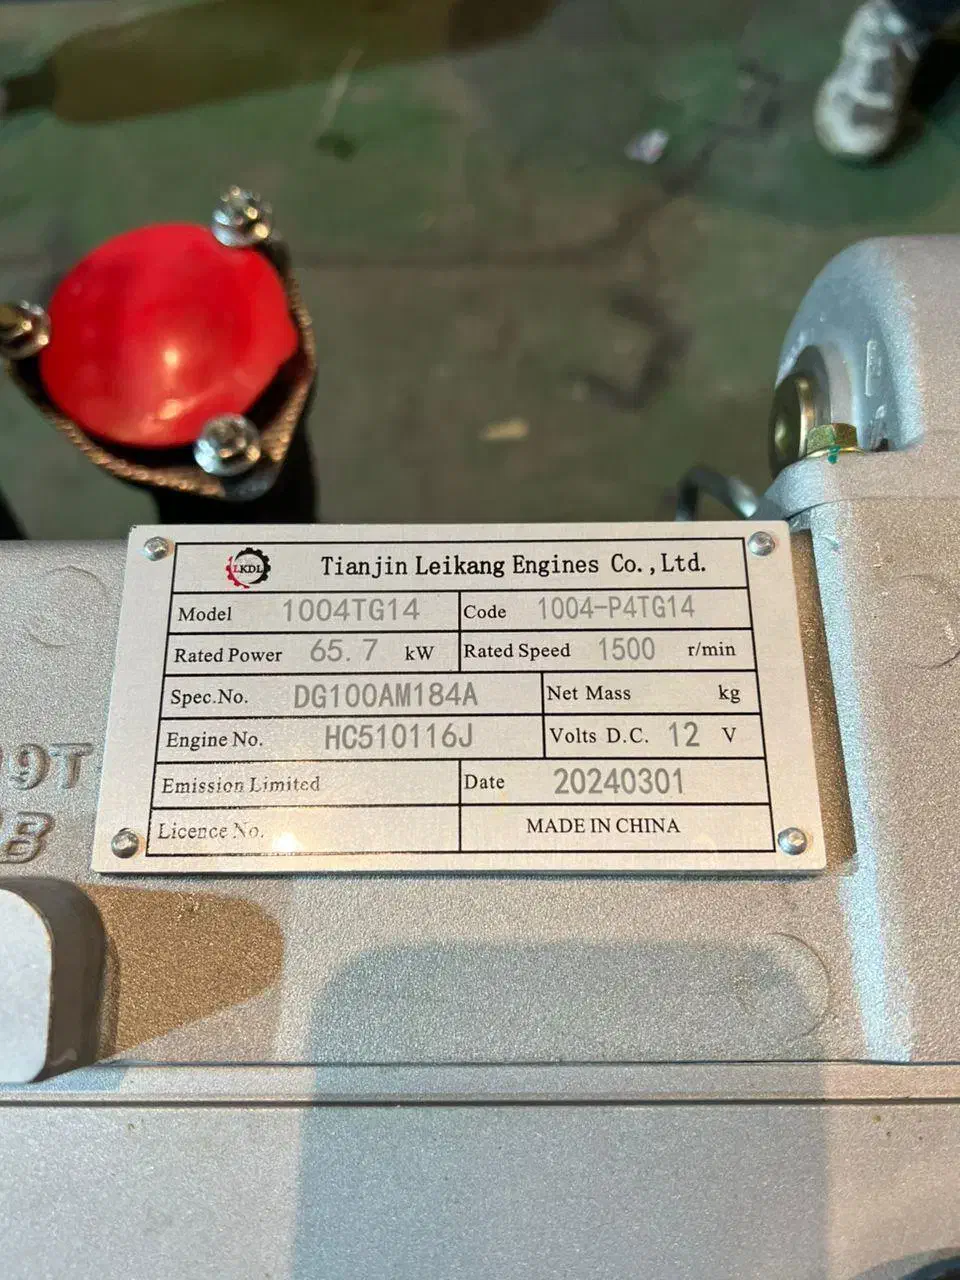 LKDL Tianjin Leikang Engines Co.,Ltd.
Model 1004TG14 Code 1004-P4TG14
Rated Power 65.7 kW Rated Speed 1500 r/min
Spec.No. DG100AM184A Net Mass kg
Engine No. HC510116J Volts D.C. 12 V
Emission Limited Date 20240301
Licence No. MADE IN CHINA